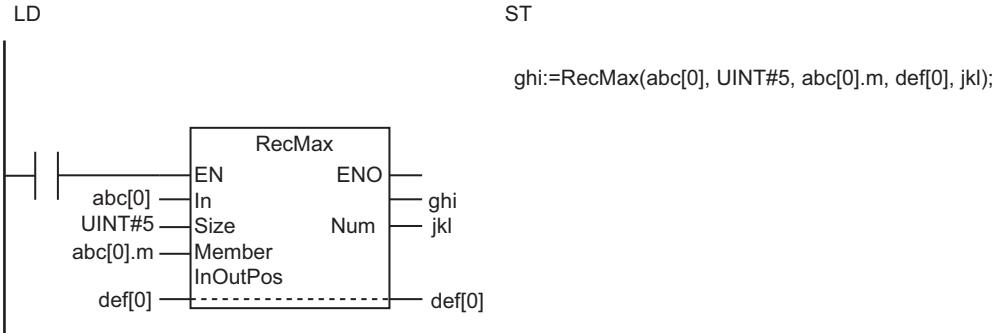 LD
ST
ghi:=RecMax(abc[0], UINT#5, abc[0].m, def[0], jkl);
RecMax
EN ENO
abc[0] In ghi
UINT#5 Size Num jkl
abc[0].m Member
InOutPos
def[0] def[0]